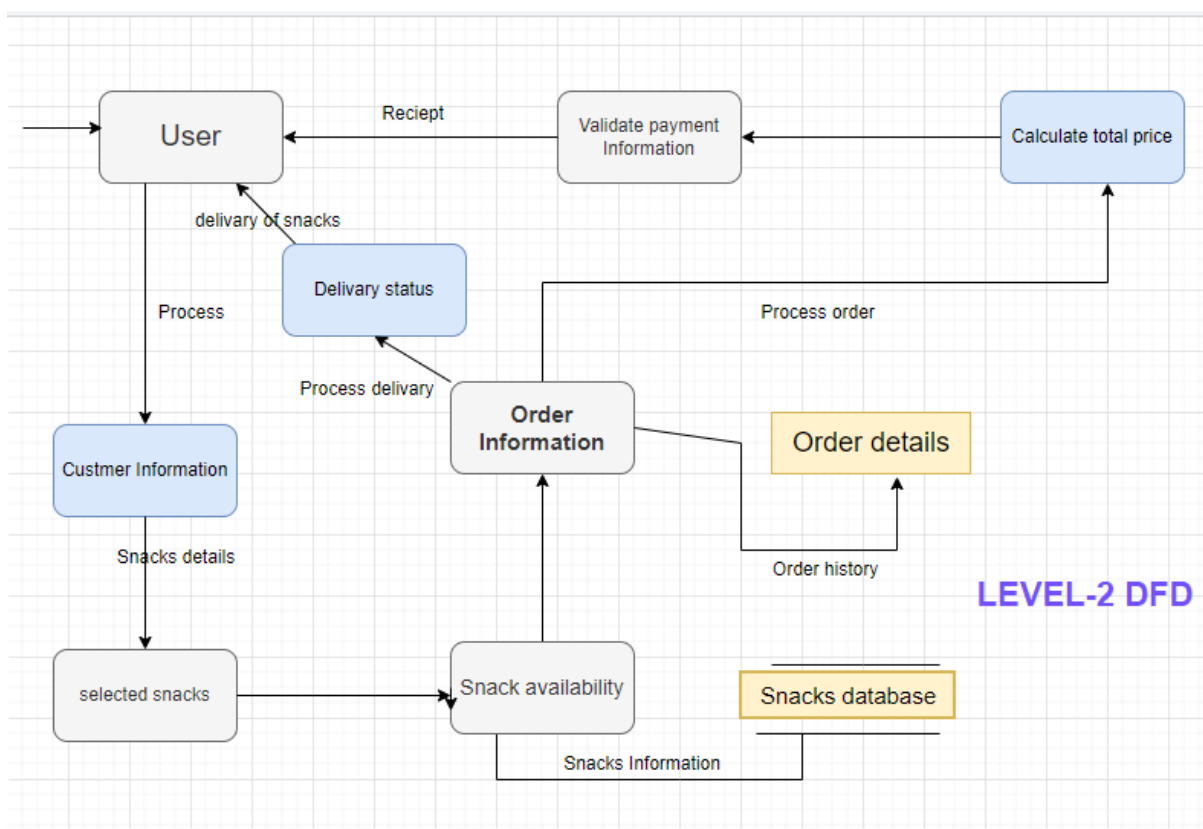 Reciept
User
Validate payment
Information
Calculate total price
delivary of snacks
Delivary status
Process
Process order
Process delivary
Order
Information
Order details
Custmer Information
Snacks details
Order history
LEVEL-2 DFD
selected snacks
Snack availability
Snacks database
Snacks Information